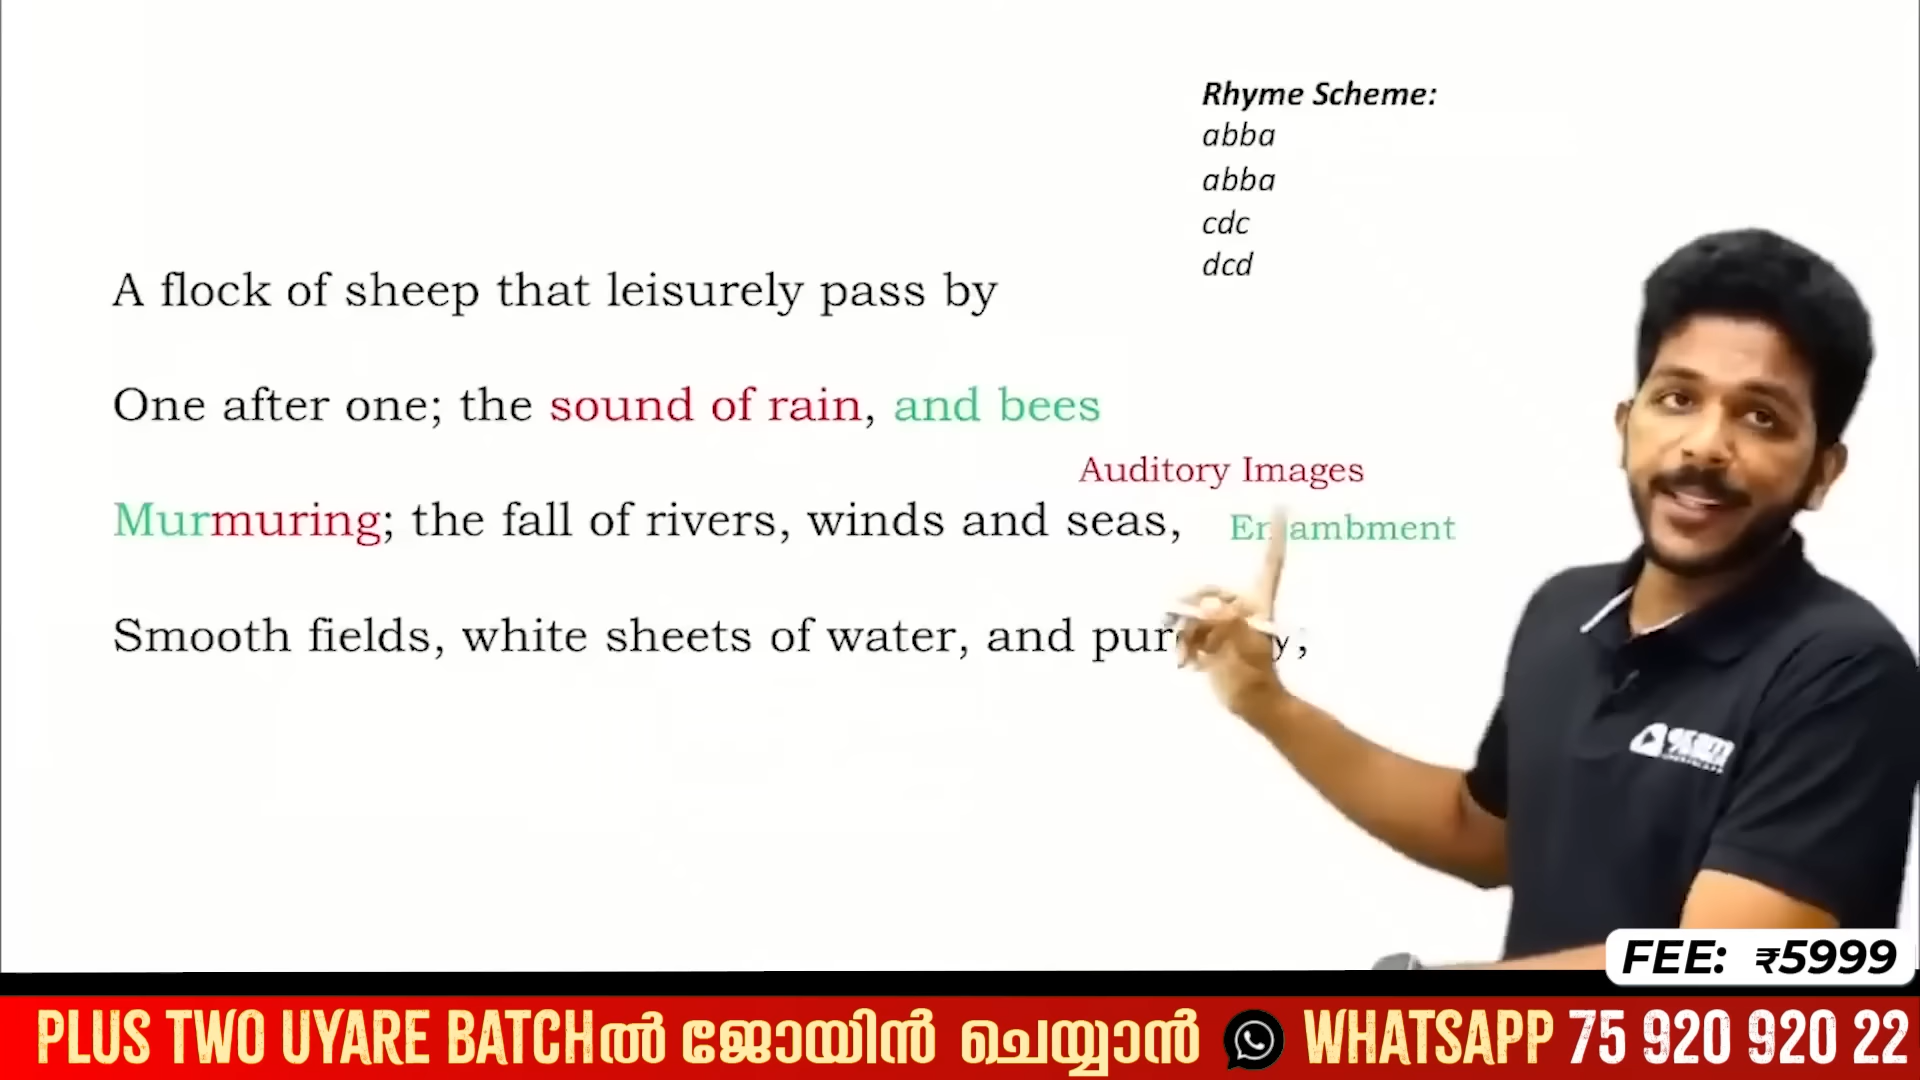 Rhyme Scheme:
abba
abba
cdc
dcd
A flock of sheep that leisurely pass by
One after one; the sound of rain, and bees
Auditory Images
Murmuring; the fall of rivers, winds and seas,
Smooth fields, white sheets of water, and
FEE: ₹5999
PLUS TWO UYARE BATCHൽ ജോയിൻ ചെയ്യാൻ WHATSAPP 75 920 920 22